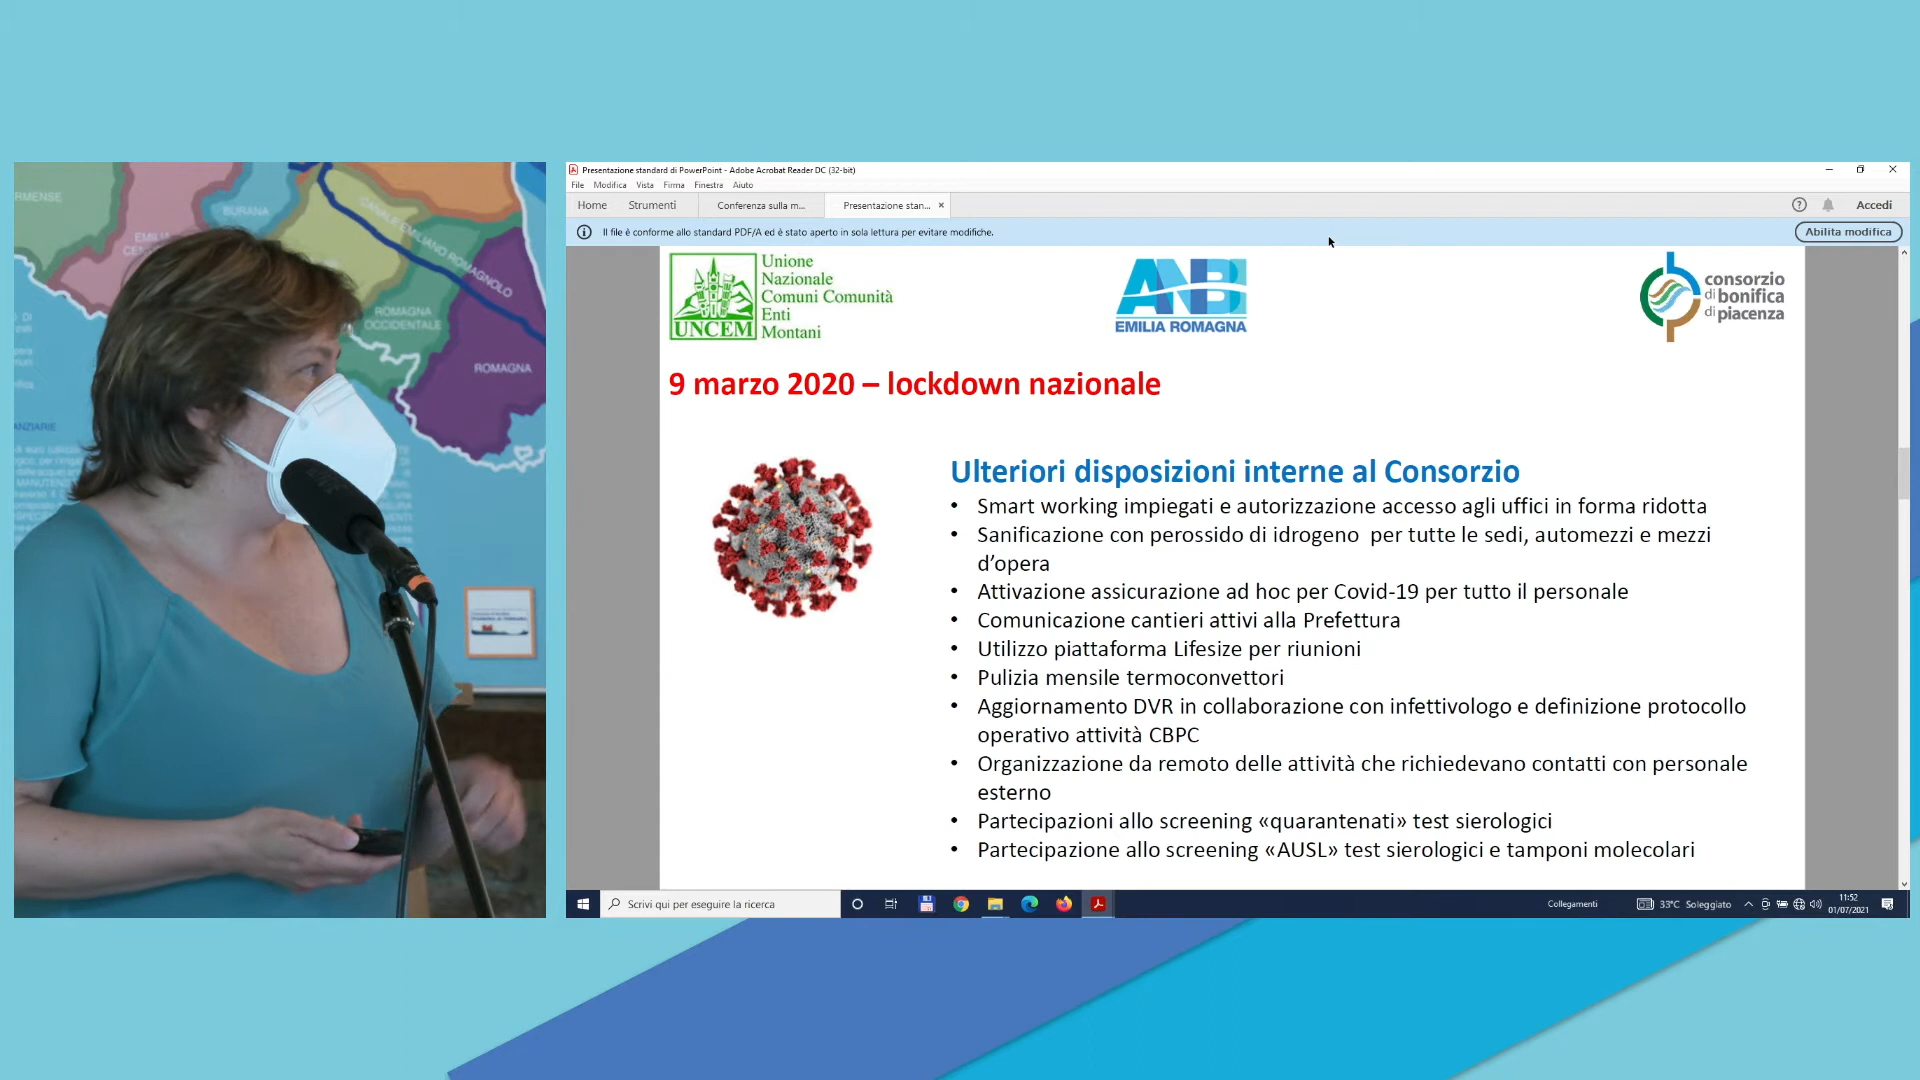 RMENSE
BURANA
CANALE EMILIANO ROMAGNOLO
ROMAGNA
OCCIDENTALE
ROMAGNA
Presentazione standard di PowerPoint - Adobe Acrobat Reader DC (32-bit)
File Modifica Vista Firma Finestra Aiuto
Home Strumenti Conferenza sulla m... Presentazione stan... × Accedi
Il file è conforme allo standard PDF/A ed è stato aperto in sola lettura per evitare modifiche. Abilita modifica
UNCEM
Unione
Nazionale
Comuni Comunità
Enti
Montani
ANBI
EMILIA ROMAGNA
consorzio
di bonifica
di piacenza
9 marzo 2020 – lockdown nazionale
Ulteriori disposizioni interne al Consorzio
• Smart working impiegati e autorizzazione accesso agli uffici in forma ridotta
• Sanificazione con perossido di idrogeno per tutte le sedi, automezzi e mezzi
d’opera
• Attivazione assicurazione ad hoc per Covid-19 per tutto il personale
• Comunicazione cantieri attivi alla Prefettura
• Utilizzo piattaforma Lifesize per riunioni
• Pulizia mensile termoconvettori
• Aggiornamento DVR in collaborazione con infettivologo e definizione protocollo
operativo attività CBPC
• Organizzazione da remoto delle attività che richiedevano contatti con personale
esterno
• Partecipazioni allo screening «quarantenati» test sierologici
• Partecipazione allo screening «AUSL» test sierologici e tamponi molecolari
Scrivi qui per eseguire la ricerca
Collegamenti
33°C Soleggiato
11:52
01/07/2021